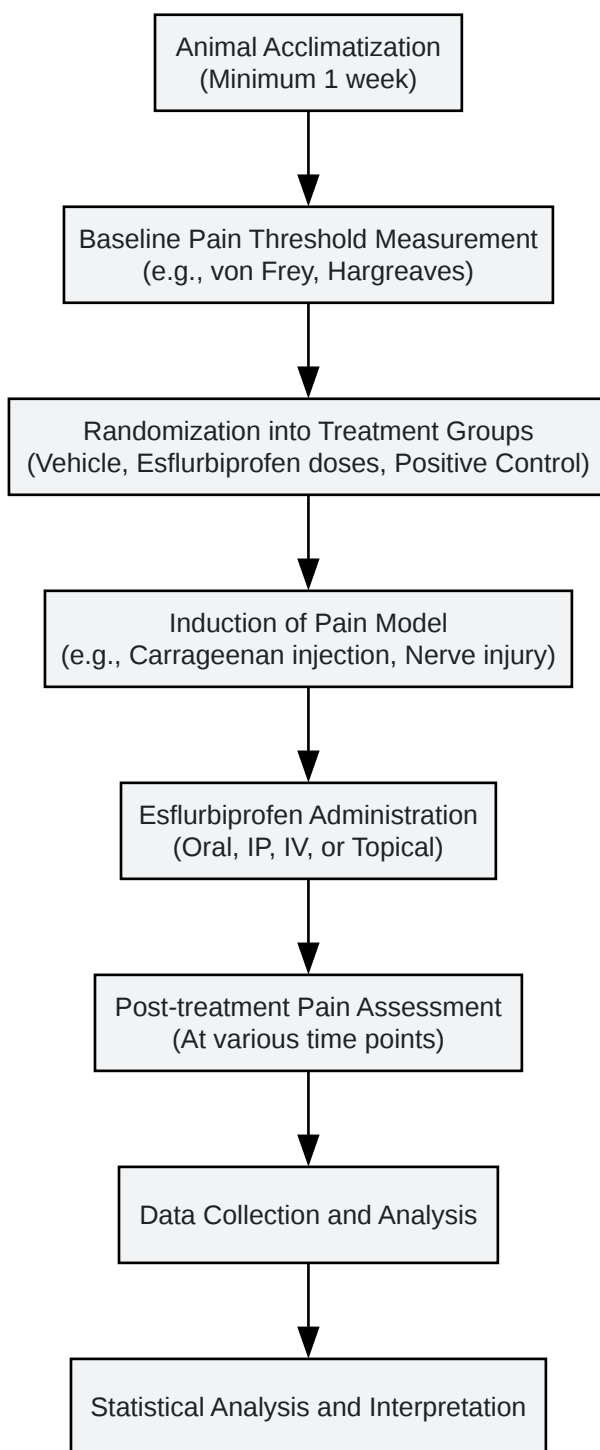 Animal Acclimatization
(Minimum 1 week)
Baseline Pain Threshold Measurement
(e.g., von Frey, Hargreaves)
Randomization into Treatment Groups
(Vehicle, Esflurbiprofen doses, Positive Control)
Induction of Pain Model
(e.g., Carrageenan injection, Nerve injury)
Esflurbiprofen Administration
(Oral, IP, IV, or Topical)
Post-treatment Pain Assessment
(At various time points)
Data Collection and Analysis
Statistical Analysis and Interpretation